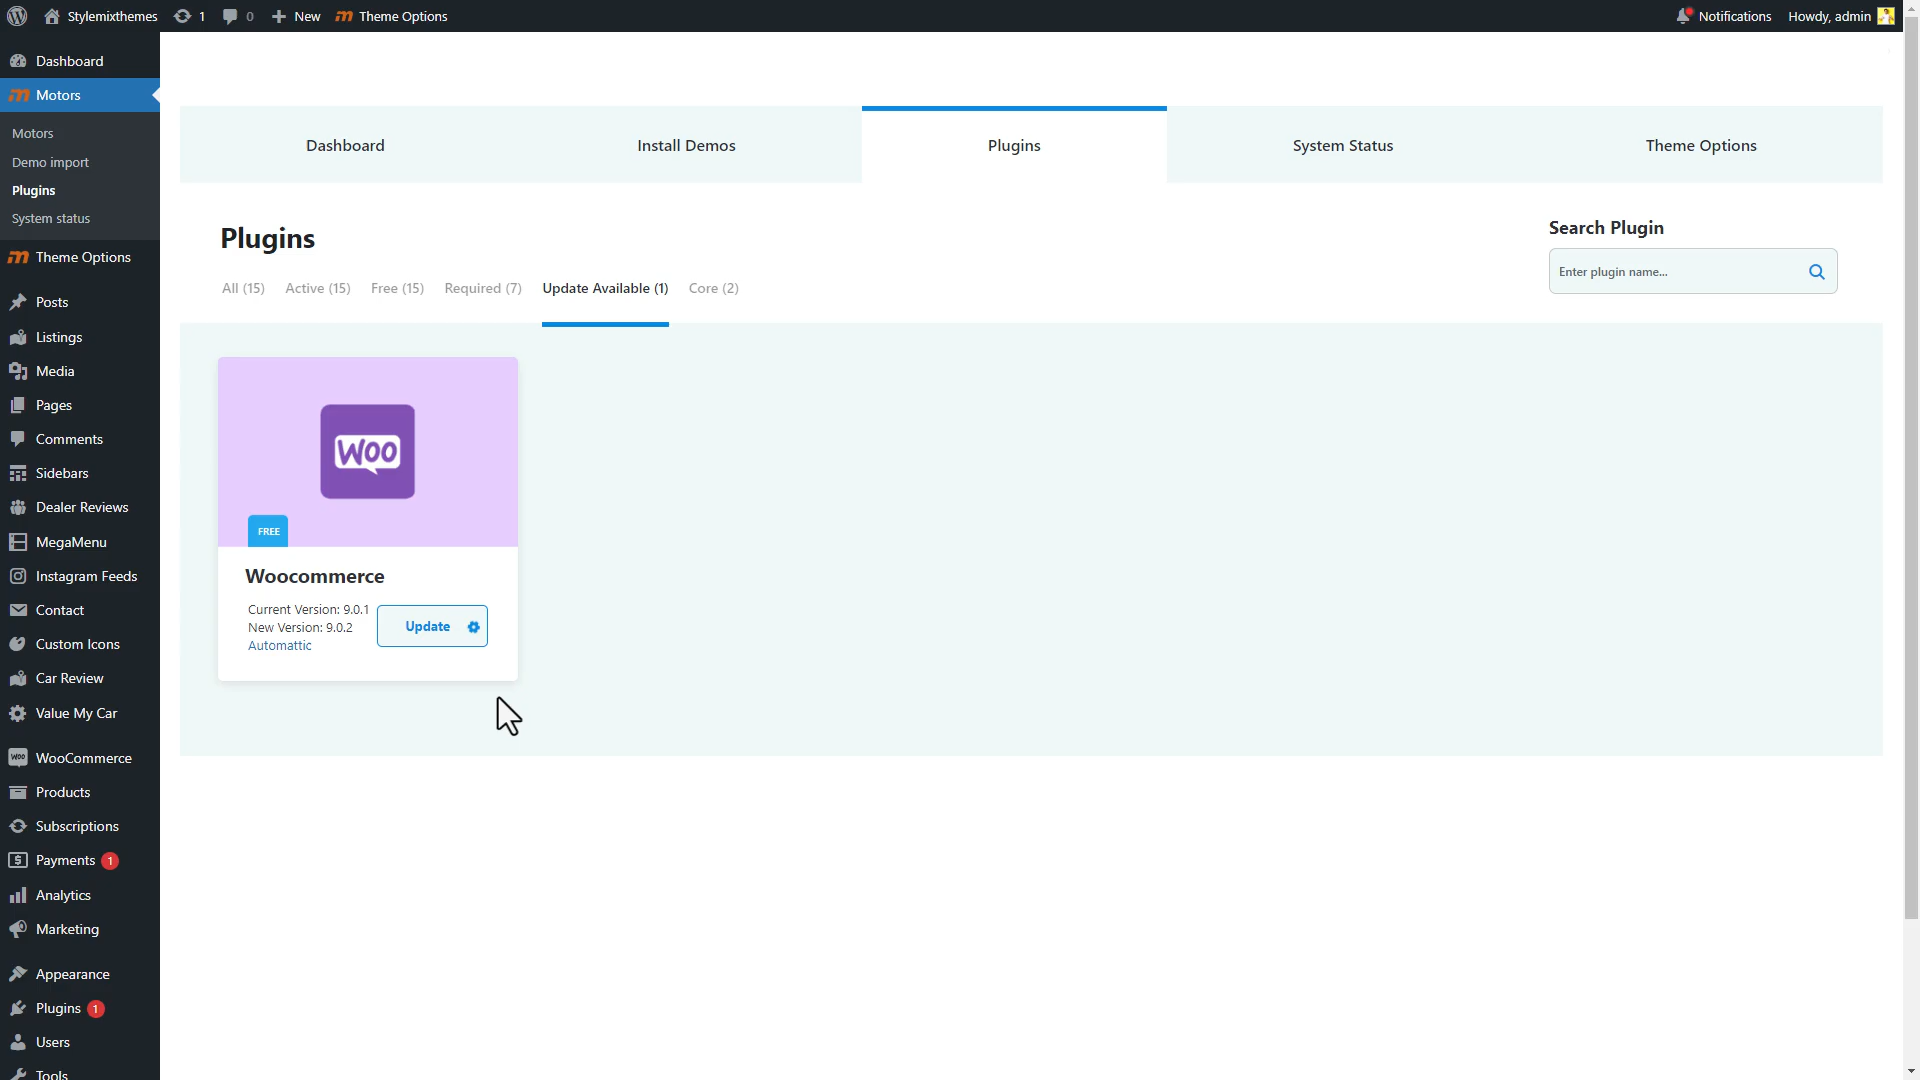 Stylemixthemes
1
0
New
Theme Options
Notifications
Howdy, admin
Dashboard
Motors
Motors
Demo import
Plugins
System status
Theme Options
Posts
Listings
Media
Pages
Comments
Sidebars
Dealer Reviews
MegaMenu
Instagram Feeds
Contact
Custom Icons
Car Review
Value My Car
WooCommerce
Products
Subscriptions
Payments 1
Analytics
Marketing
Appearance
Plugins 1
Users
Tools
Dashboard
Install Demos
Plugins
System Status
Theme Options
Plugins
All (15)
Active (15)
Free (15)
Required (7)
Update Available (1)
Core (2)
Search Plugin
Enter plugin name...
WOO
FREE
Woocommerce
Current Version: 9.0.1
New Version: 9.0.2
Automattic
Update